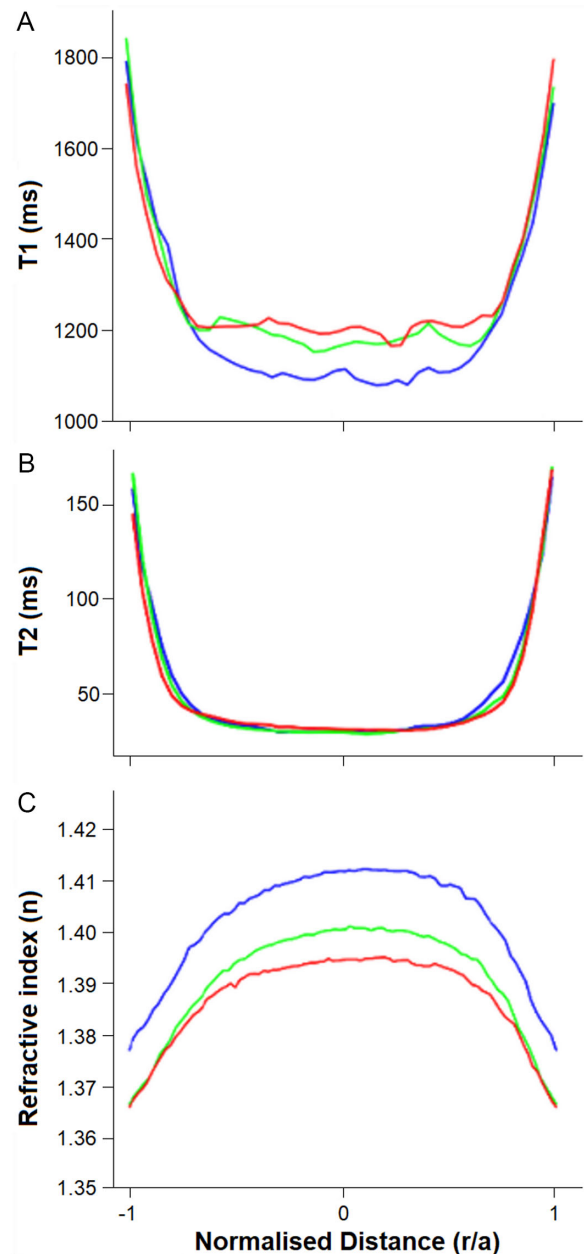 A
1800
1600
1400
1200
1000
T1 (ms)
B
150
100
50
T2 (ms)
C
1.42
1.41
1.40
1.39
1.38
1.37
1.36
1.35
Refractive index (n)
-1 0 1
Normalised Distance (r/a)